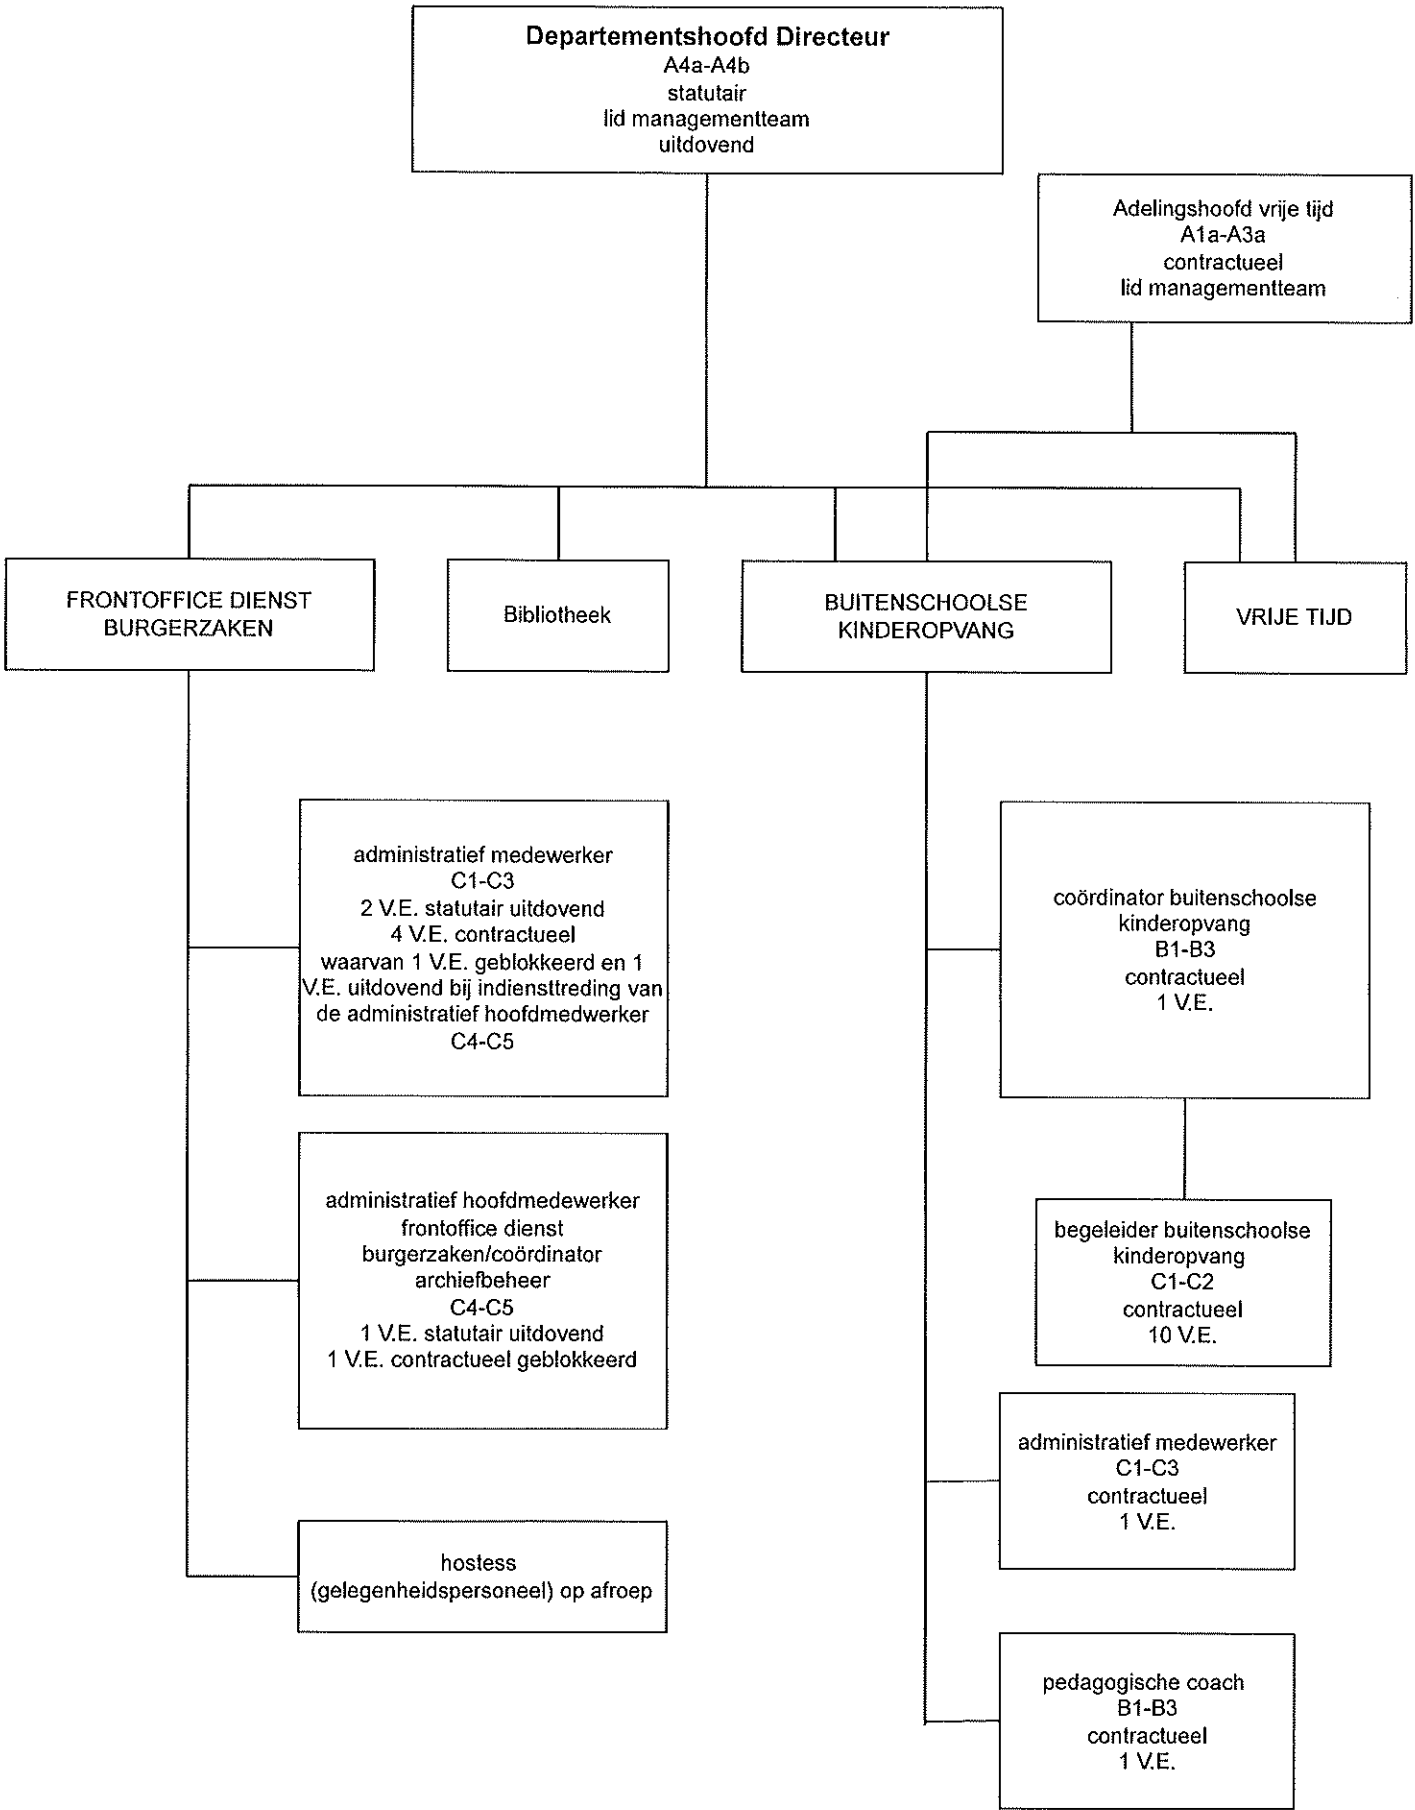 Departementshoofd Directeur
A4a-A4b
statutair
lid managementteam
uitdovend
Adelingshoofd vrije tijd
A1a-A3a
contractueel
lid managementteam
FRONTOFFICE DIENST
BURGERZAKEN
Bibliotheek
BUITENSCHOOLSE
KINDEROPVANG
VRIJE TIJD
administratief medewerker
C1-C3
2 V.E. statutair uitdovend
4 V.E. contractueel
waarvan 1 V.E. geblokkeerd en 1
V.E. uitdovend bij indiensttreding van
de administratief hoofdmedwerker
C4-C5
administratief hoofdmedewerker
frontoffice dienst
burgerzaken/coördinator
archiefbeheer
C4-C5
1 V.E. statutair uitdovend
1 V.E. contractueel geblokkeerd
hostess
(gelegenheidspersoneel) op afroep
coördinator buitenschoolse
kinderopvang
B1-B3
contractueel
1 V.E.
begeleider buitenschoolse
kinderopvang
C1-C2
contractueel
10 V.E.
administratief medewerker
C1-C3
contractueel
1 V.E.
pedagogische coach
B1-B3
contractueel
1 V.E.